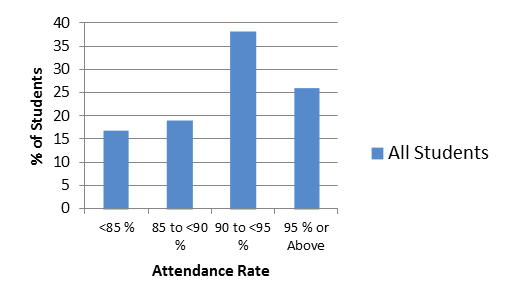 % of Students
40
35
30
25
20
15
10
5
0
<85 %
85 to <90
%
90 to <95
%
95 % or
Above
Attendance Rate
All Students